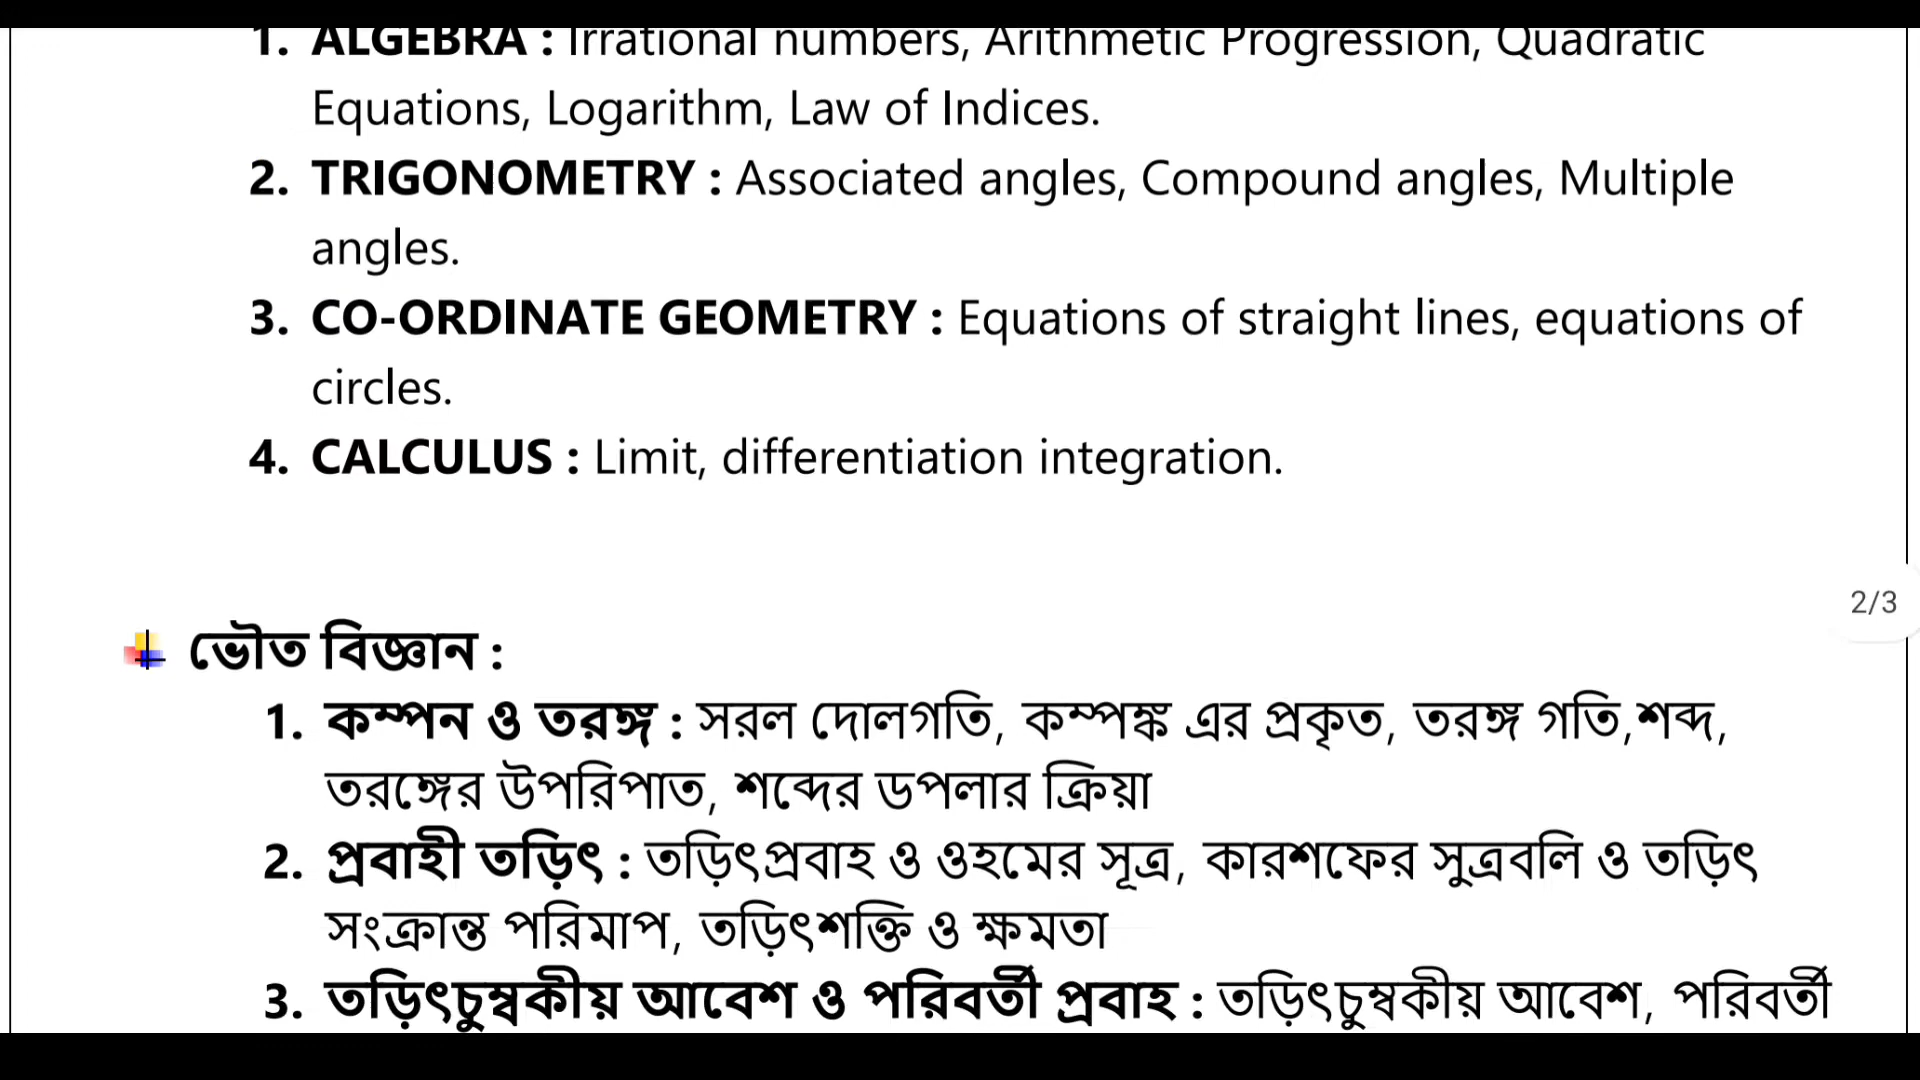 1. ALGEBRA : Irrational numbers, Arithmetic Progression, Quadratic
Equations, Logarithm, Law of Indices.
2. TRIGONOMETRY : Associated angles, Compound angles, Multiple
angles.
3. CO-ORDINATE GEOMETRY : Equations of straight lines, equations of
circles.
4. CALCULUS : Limit, differentiation integration.
2/3
ভৌত বিজ্ঞান :
1. কম্পন ও তরঙ্গ : সরল দোলগতি, কম্পঙ্ক এর প্রকৃত, তরঙ্গ গতি,শব্দ,
তরঙ্গের উপরিপাত, শব্দের ডপলার ক্রিয়া
2. প্রবাহী তড়িৎ : তড়িৎপ্রবাহ ও ওহমের সূত্র, কারশফের সুত্রবলি ও তড়িৎ
সংক্রান্ত পরিমাপ, তড়িৎশক্তি ও ক্ষমতা
3. তড়িৎচুম্বকীয় আবেশ ও পরিবর্তী প্রবাহ : তড়িৎচুম্বকীয় আবেশ, পরিবর্তী